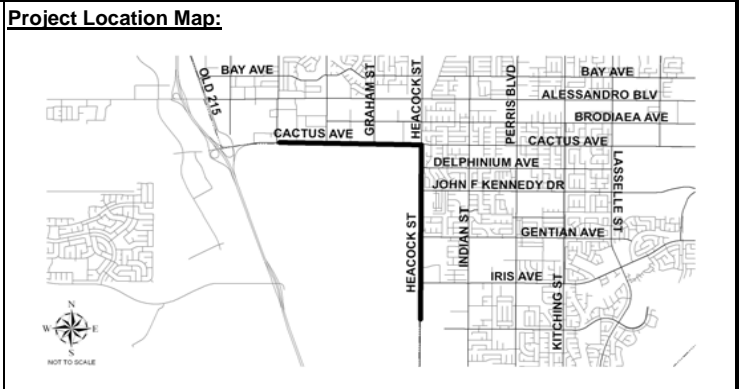 Project Location Map:
BAY AVE
OLD 215
GRAHAM ST
HEACOCK ST
PERRIS BLVD
BAY AVE
ALESSANDRO BLV
BRODIAEA AVE
CACTUS AVE
CACTUS AVE
DELPHINIUM AVE
LASSELLE ST
JOHN F KENNEDY DR
HEACOCK ST
INDIAN ST
GENTIAN AVE
IRIS AVE
KITCHING ST
N
W
E
S
NOT TO SCALE